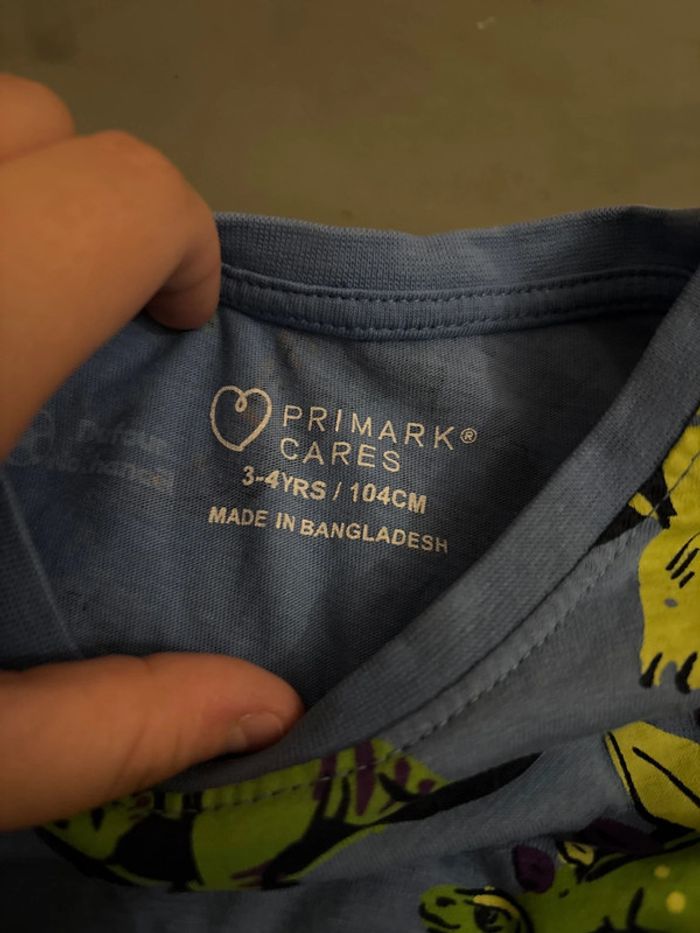 PRIMARK®
CARES
3-4YRS / 104CM
MADE IN BANGLADESH